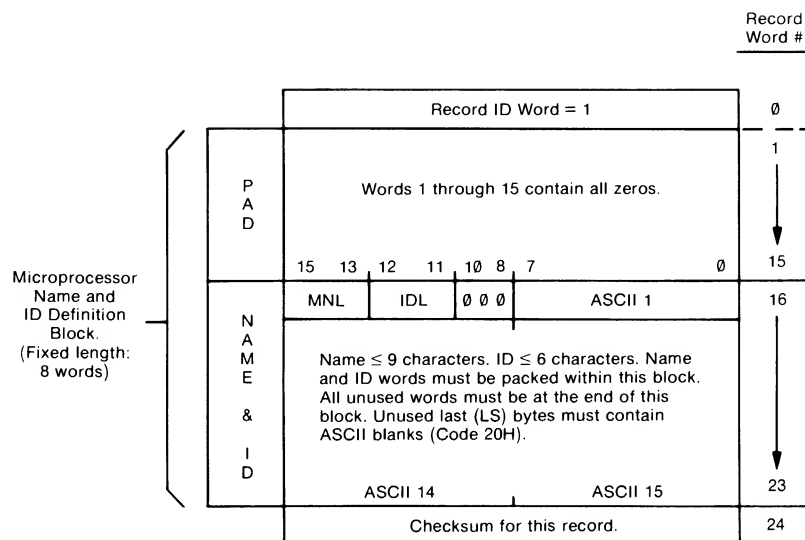 Record
Word #
Record ID Word = 1
Ø
1
P
A
D
Words 1 through 15 contain all zeros.
15 13 12 11 10 8 7 Ø
15
Microprocessor
Name and
ID Definition
Block.
(Fixed length:
8 words)
MNL IDL Ø Ø Ø ASCII 1
16
N
A
M
E
&
I
D
Name ≤ 9 characters. ID ≤ 6 characters. Name
and ID words must be packed within this block.
All unused words must be at the end of this
block. Unused last (LS) bytes must contain
ASCII blanks (Code 20H).
ASCII 14 ASCII 15
23
Checksum for this record.
24